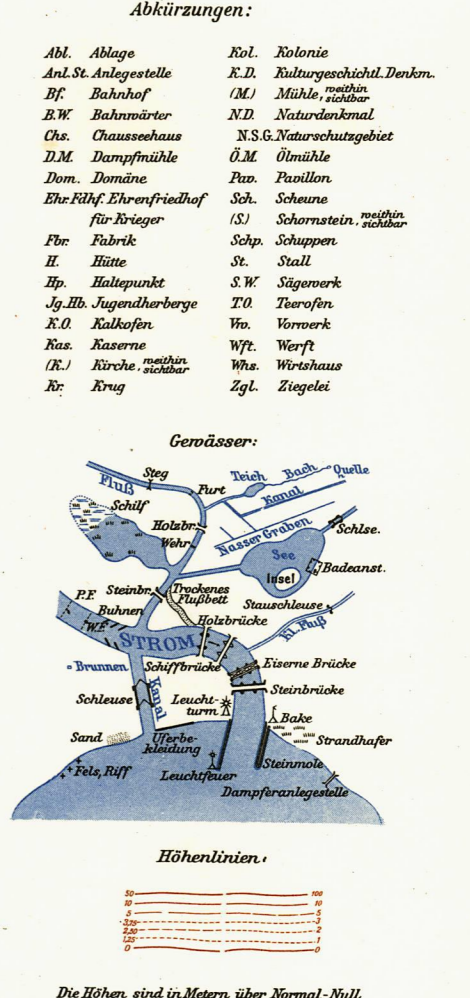 Abkürzungen:
Abl. Ablage
Anl.St. Anlegestelle
Bf. Bahnhof
B.W. Bahnwärter
Chs. Chausseehaus
D.M. Dampfmühle
Dom. Domäne
Ehr.Fdhf. Ehrenfriedhof
für Krieger
Fbr. Fabrik
H. Hütte
Hp. Haltepunkt
Jg.Hb. Jugendherberge
K.O. Kalkofen
Kas. Kaserne
(K.) Kirche, weithin sichtbar
Kr. Krug
Kol. Kolonie
K.D. Kulturgeschichtl. Denkm.
(M.) Mühle, weithin sichtbar
N.D. Naturdenkmal
N.S.G. Naturschutzgebiet
Ö.M. Ölmühle
Pav. Pavillon
Sch. Scheune
(S.) Schornstein, weithin sichtbar
Schp. Schuppen
St. Stall
S.W. Sägewerk
T.O. Teerofen
Vw. Vorwerk
Wft. Werft
Whs. Wirtshaus
Zgl. Ziegelei
Gewässer:
Steg
Fluß
Furt
Teich
Bach
Quelle
Kanal
Schilf
Holzbr.
Wehr
Nasser Graben
Schlse.
See
Insel
Badeanst.
Steinbr.
Trockenes
Flußbett
P.F.
Buhnen
W.F.
Stauschleuse
Holzbrücke
Kl. Fluß
STROM
Brunnen
Schiffbrücke
Eiserne Brücke
Kanal
Steinbrücke
Schleuse
Leucht-
turm
Bake
Sand
Uferbe-
kleidung
Strandhafer
Fels, Riff
Leuchtfeuer
Steinmole
Dampferanlegestelle
Höhenlinien:
50 100
10 10
5 5
3,75 3
2,50 2
1,25 1
0 0
Die Höhen sind in Metern über Normal-Null.